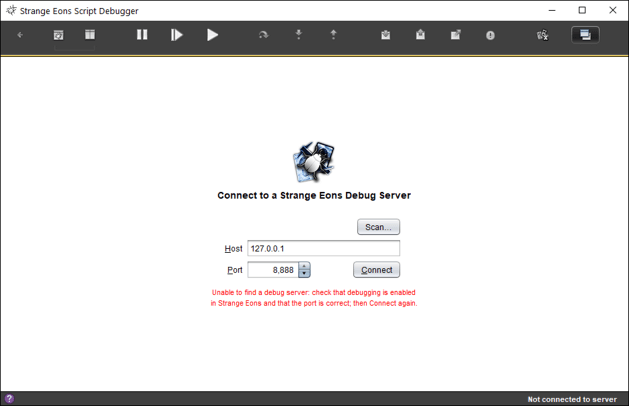 Strange Eons Script Debugger
Connect to a Strange Eons Debug Server
Scan...
Host 127.0.0.1
Port 8,888 Connect
Unable to find a debug server: check that debugging is enabled
in Strange Eons and that the port is correct; then Connect again.
? Not connected to server